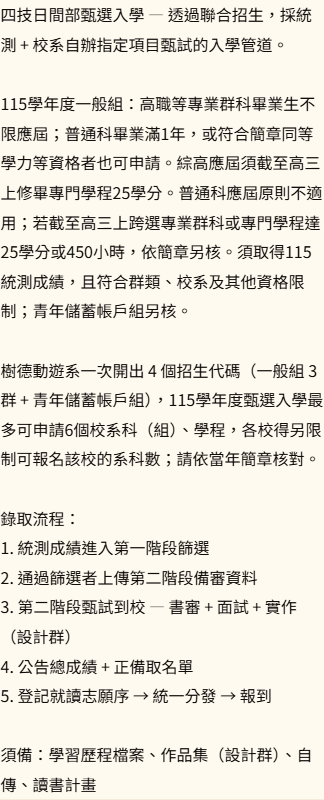 四技日間部甄選入學 — 透過聯合招生，採統
測 + 校系自辦指定項目甄試的入學管道。
115學年度一般組：高職等專業群科畢業生不
限應屆；普通科畢業滿1年，或符合簡章同等
學力等資格者也可申請。綜高應屆須截至高三
上修畢專門學程25學分。普通科應屆原則不適
用；若截至高三上跨選專業群科或專門學程達
25學分或450小時，依簡章另核。須取得115
統測成績，且符合群類、校系及其他資格限
制；青年儲蓄帳戶組另核。
樹德動遊系一次開出 4 個招生代碼（一般組 3
群 + 青年儲蓄帳戶組），115學年度甄選入學最
多可申請6個校系科（組）、學程，各校得另限
制可報名該校的系科數；請依當年簡章核對。
錄取流程：
1. 統測成績進入第一階段篩選
2. 通過篩選者上傳第二階段備審資料
3. 第二階段甄試到校 — 書審 + 面試 + 實作
（設計群）
4. 公告總成績 + 正備取名單
5. 登記就讀志願序 → 統一分發 → 報到
須備：學習歷程檔案、作品集（設計群）、自
傳、讀書計畫